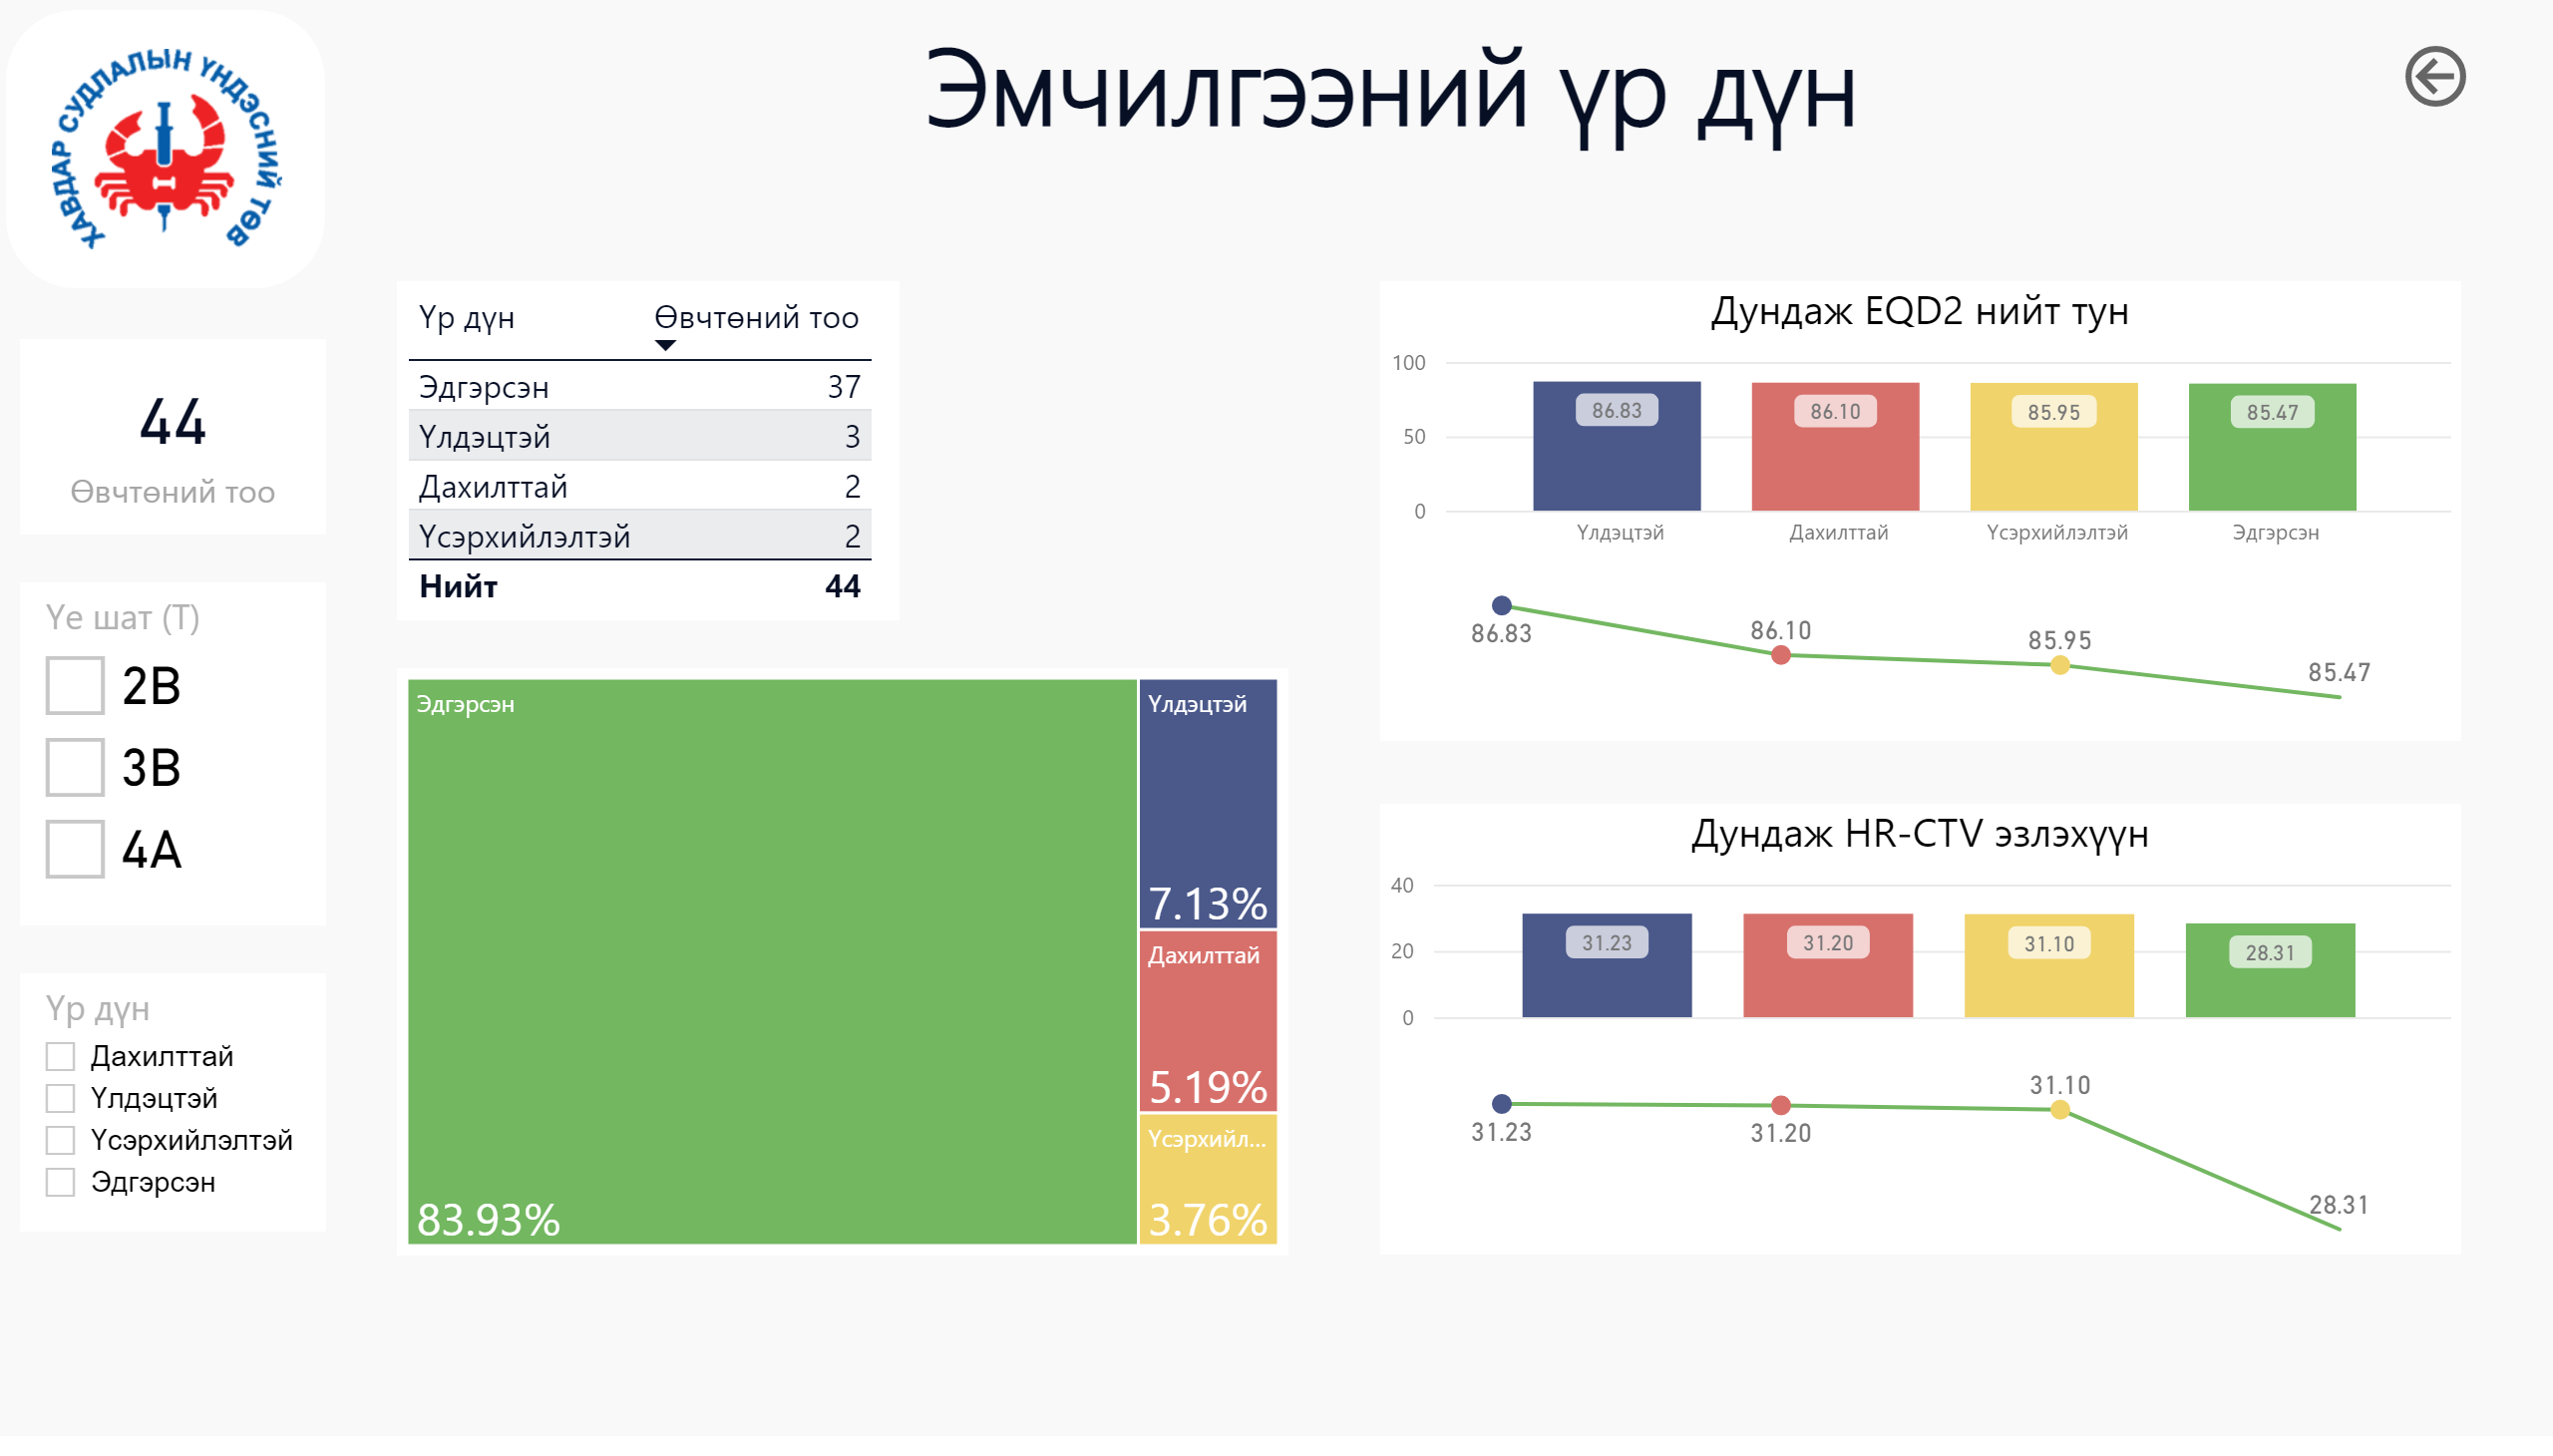 ХАВДАР СУДЛАЛЫН ҮНДЭСНИЙ ТӨВ
Эмчилгээний үр дүн
44
Өвчтөний тоо
Үе шат (T)
2B
3B
4A
Үр дүн
Дахилттай
Үлдэцтэй
Үсэрхийлэлтэй
Эдгэрсэн
Үр дүн Өвчтөний тоо
Эдгэрсэн 37
Үлдэцтэй 3
Дахилттай 2
Үсэрхийлэлтэй 2
Нийт 44
Эдгэрсэн
83.93%
Үлдэцтэй
7.13%
Дахилттай
5.19%
Үсэрхийл...
3.76%
Дундаж EQD2 нийт тун
100
50
0
86.83 86.10 85.95 85.47
Үлдэцтэй Дахилттай Үсэрхийлэлтэй Эдгэрсэн
86.83 86.10 85.95 85.47
Дундаж HR-CTV эзлэхүүн
40
20
0
31.23 31.20 31.10 28.31
31.23 31.20 31.10 28.31